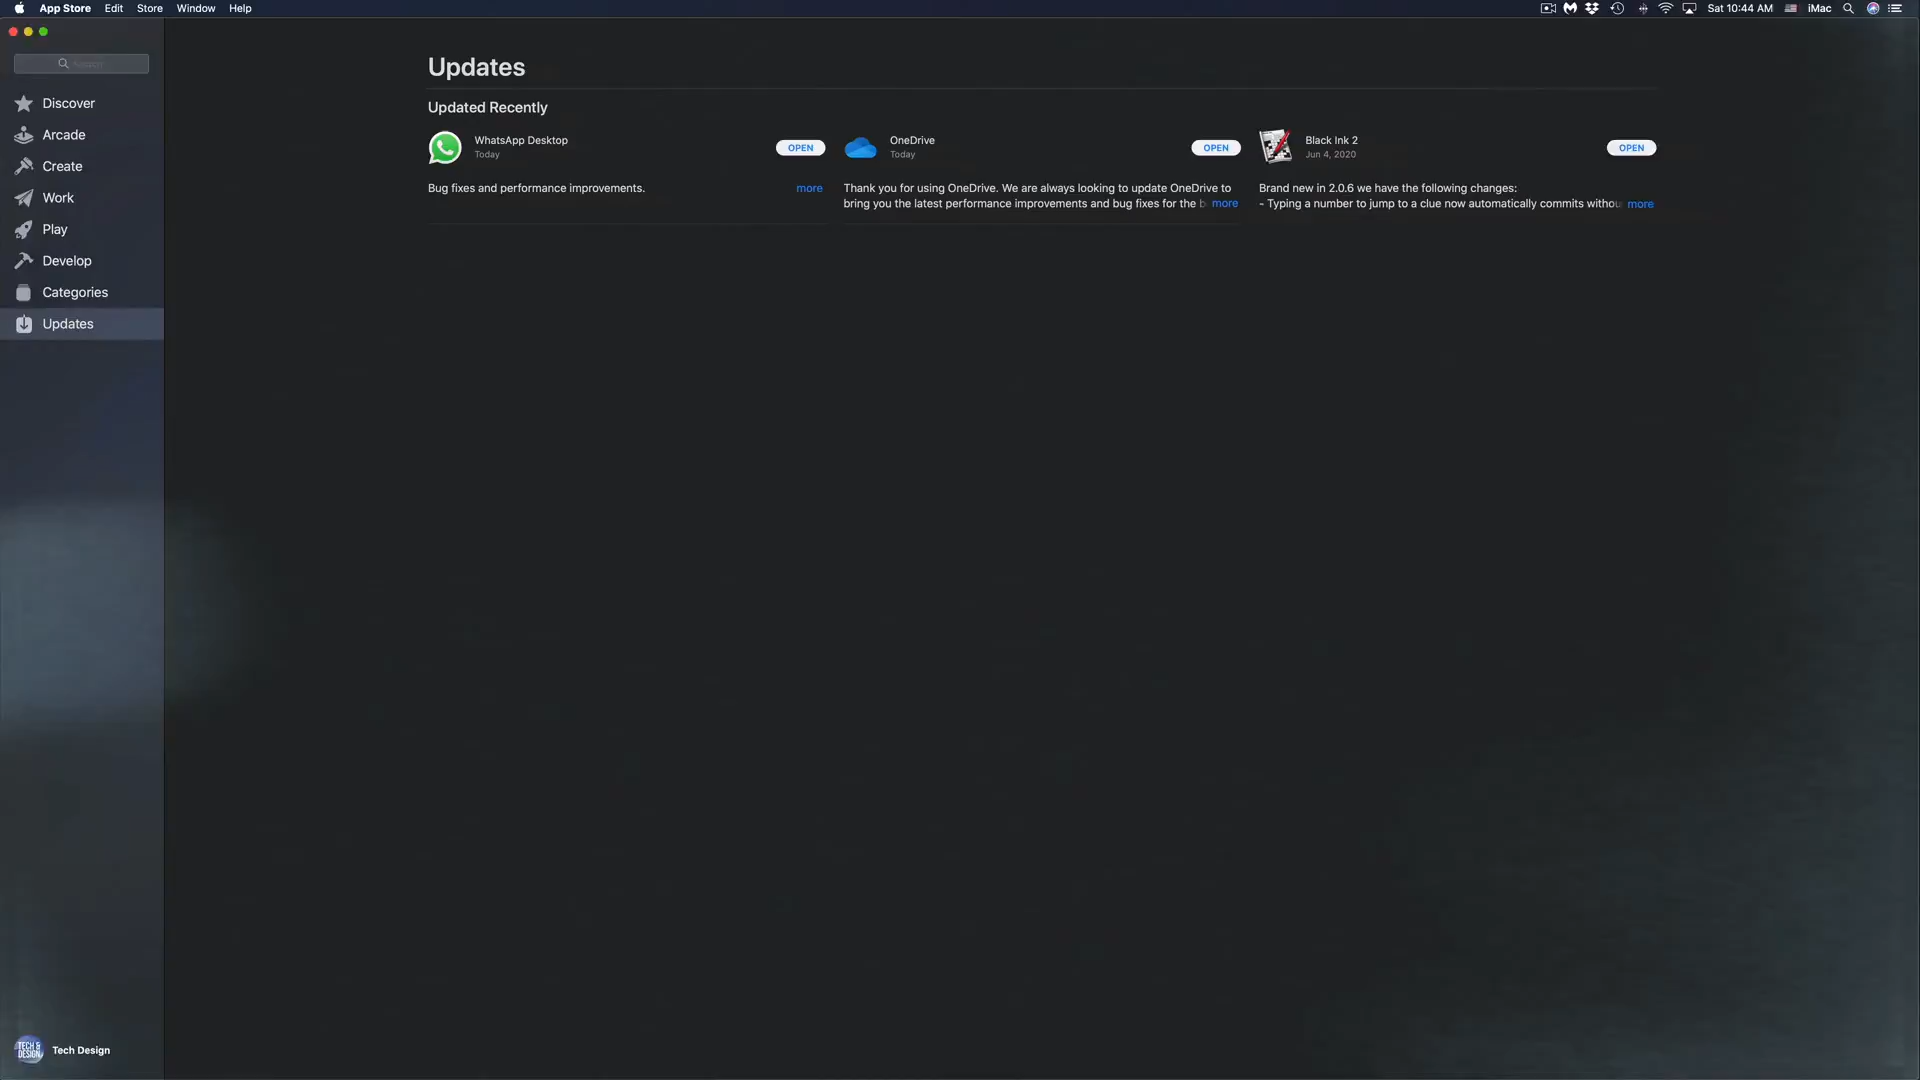 App Store Edit Store Window Help Sat 10:44 AM iMac
Updates
Updated Recently
Discover
Arcade
Create
Work
Play
Develop
Categories
Updates
WhatsApp Desktop
Today
OPEN
Bug fixes and performance improvements. more
OneDrive
Today
OPEN
Thank you for using OneDrive. We are always looking to update OneDrive to
bring you the latest performance improvements and bug fixes for the b more
Black Ink 2
Jun 4, 2020
OPEN
Brand new in 2.0.6 we have the following changes:
- Typing a number to jump to a clue now automatically commits withou more
TECH &
DESIGN
Tech Design